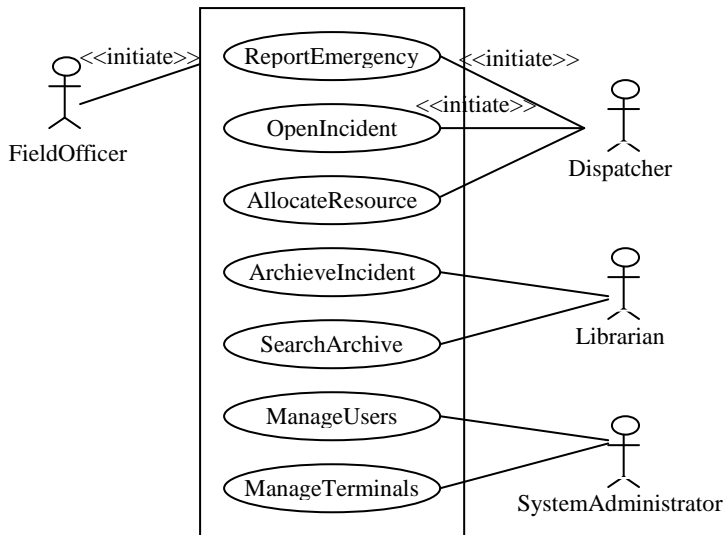 <<initiate>>
ReportEmergency
<<initiate>>
<<initiate>>
OpenIncident
FieldOfficer
Dispatcher
AllocateResource
ArchieveIncident
Librarian
SearchArchive
ManageUsers
ManageTerminals
SystemAdministrator